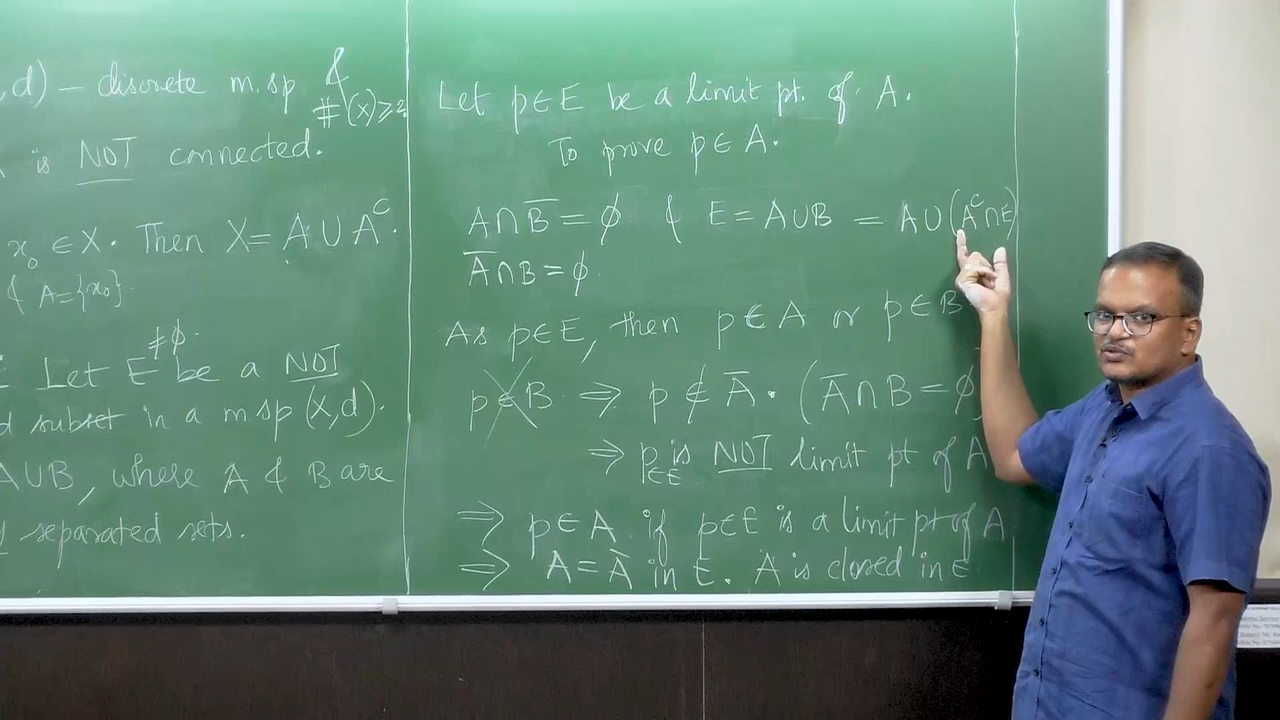 ,d) – discrete m.sp & #(X)≥2
is NOT connected.
x₀ ∈ X. Then X = A ∪ Aᶜ.
& A={x₀}.
≠ϕ.
Let E be a NOT
subset in a m.sp (X,d).
A∪B, where A & B are
separated sets.
Let p∈E be a limit pt. of A.
To prove p∈A.
A∩B̅ = ϕ & E = A∪B = A∪(Aᶜ∩E)
A̅∩B = ϕ.
As p∈E, then p∈A or p∈B
p∈B ⇒ p∉A̅. (A̅∩B = ϕ
⇒ p∈E is NOT limit pt of A
⇒ p∈A if p∈E is a limit pt of A.
⇒ A = A̅ in E. A is closed in E